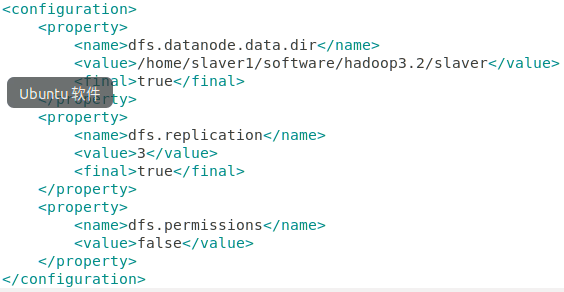 <configuration>
    <property>
        <name>dfs.datanode.data.dir</name>
        <value>/home/slaver1/software/hadoop3.2/slaver</value>
        <final>true</final>
Ubuntu 软件
    </property>
    <property>
        <name>dfs.replication</name>
        <value>3</value>
        <final>true</final>
    </property>
    <property>
        <name>dfs.permissions</name>
        <value>false</value>
    </property>
</configuration>